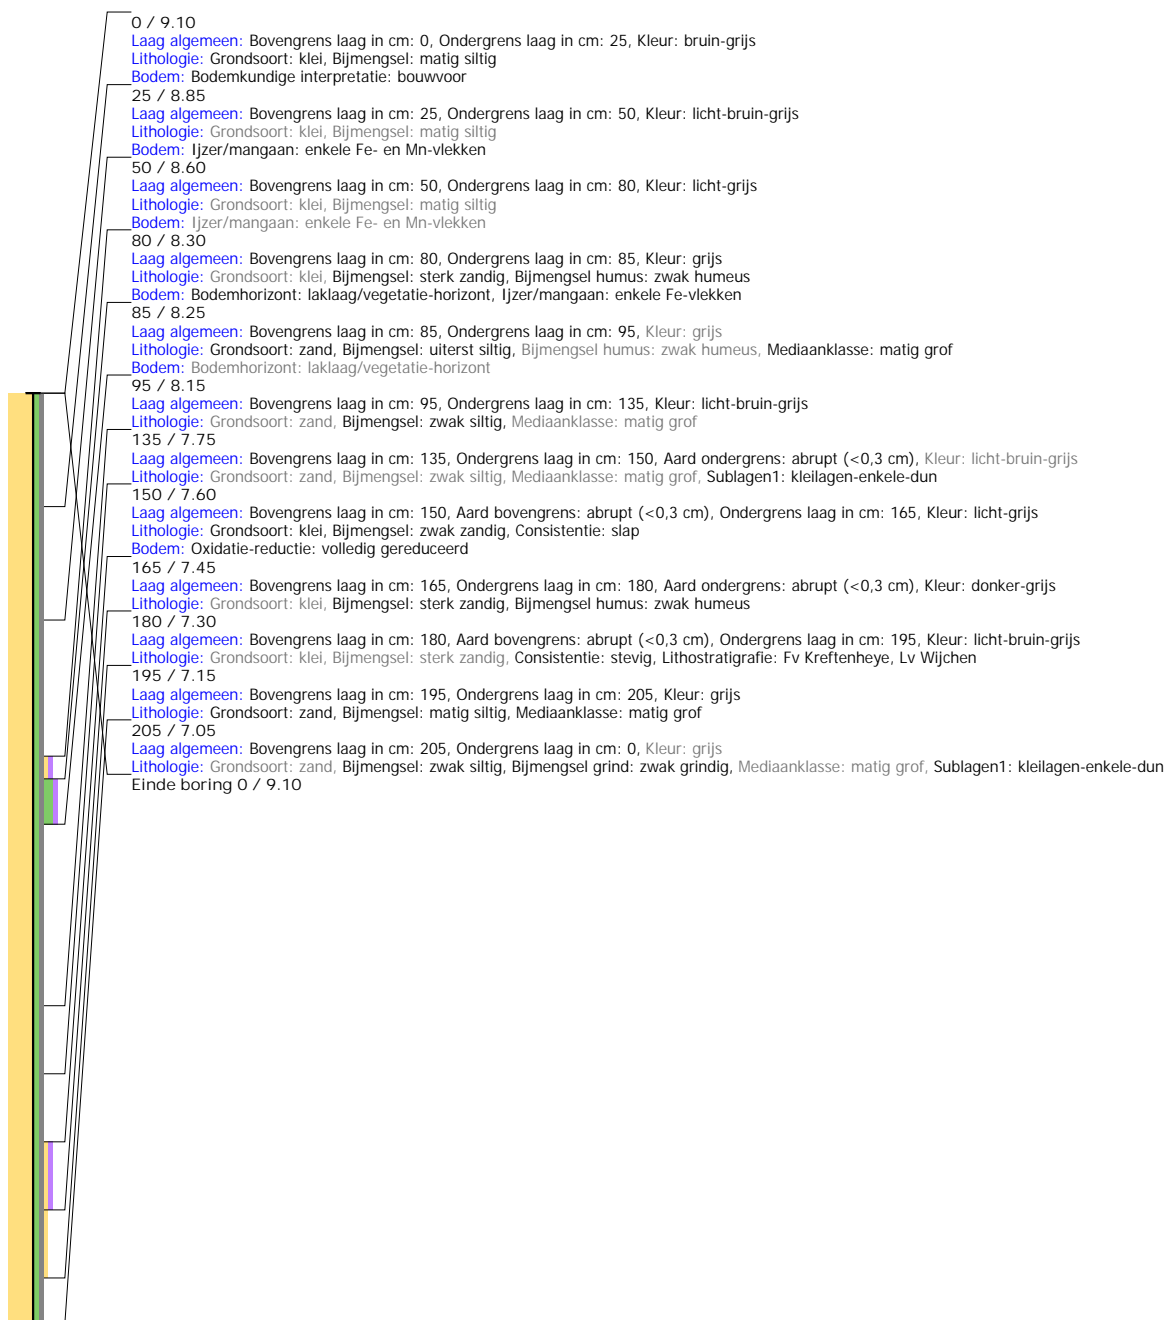 0 / 9.10
Laag algemeen: Bovengrens laag in cm: 0, Ondergrens laag in cm: 25, Kleur: bruin-grijs
Lithologie: Grondsoort: klei, Bijmengsel: matig siltig
Bodem: Bodemkundige interpretatie: bouwvoor
25 / 8.85
Laag algemeen: Bovengrens laag in cm: 25, Ondergrens laag in cm: 50, Kleur: licht-bruin-grijs
Lithologie: Grondsoort: klei, Bijmengsel: matig siltig
Bodem: Ijzer/mangaan: enkele Fe- en Mn-vlekken
50 / 8.60
Laag algemeen: Bovengrens laag in cm: 50, Ondergrens laag in cm: 80, Kleur: licht-grijs
Lithologie: Grondsoort: klei, Bijmengsel: matig siltig
Bodem: Ijzer/mangaan: enkele Fe- en Mn-vlekken
80 / 8.30
Laag algemeen: Bovengrens laag in cm: 80, Ondergrens laag in cm: 85, Kleur: grijs
Lithologie: Grondsoort: klei, Bijmengsel: sterk zandig, Bijmengsel humus: zwak humeus
Bodem: Bodemhorizont: laklaag/vegetatie-horizont, Ijzer/mangaan: enkele Fe-vlekken
85 / 8.25
Laag algemeen: Bovengrens laag in cm: 85, Ondergrens laag in cm: 95, Kleur: grijs
Lithologie: Grondsoort: zand, Bijmengsel: uiterst siltig, Bijmengsel humus: zwak humeus, Mediaanklasse: matig grof
Bodem: Bodemhorizont: laklaag/vegetatie-horizont
95 / 8.15
Laag algemeen: Bovengrens laag in cm: 95, Ondergrens laag in cm: 135, Kleur: licht-bruin-grijs
Lithologie: Grondsoort: zand, Bijmengsel: zwak siltig, Mediaanklasse: matig grof
135 / 7.75
Laag algemeen: Bovengrens laag in cm: 135, Ondergrens laag in cm: 150, Aard ondergrens: abrupt (<0,3 cm), Kleur: licht-bruin-grijs
Lithologie: Grondsoort: zand, Bijmengsel: zwak siltig, Mediaanklasse: matig grof, Sublagen1: kleilagen-enkele-dun
150 / 7.60
Laag algemeen: Bovengrens laag in cm: 150, Aard bovengrens: abrupt (<0,3 cm), Ondergrens laag in cm: 165, Kleur: licht-grijs
Lithologie: Grondsoort: klei, Bijmengsel: zwak zandig, Consistentie: slap
Bodem: Oxidatie-reductie: volledig gereduceerd
165 / 7.45
Laag algemeen: Bovengrens laag in cm: 165, Ondergrens laag in cm: 180, Aard ondergrens: abrupt (<0,3 cm), Kleur: donker-grijs
Lithologie: Grondsoort: klei, Bijmengsel: sterk zandig, Bijmengsel humus: zwak humeus
180 / 7.30
Laag algemeen: Bovengrens laag in cm: 180, Aard bovengrens: abrupt (<0,3 cm), Ondergrens laag in cm: 195, Kleur: licht-bruin-grijs
Lithologie: Grondsoort: klei, Bijmengsel: sterk zandig, Consistentie: stevig, Lithostratigrafie: Fv Kreftenheye, Lv Wijchen
195 / 7.15
Laag algemeen: Bovengrens laag in cm: 195, Ondergrens laag in cm: 205, Kleur: grijs
Lithologie: Grondsoort: zand, Bijmengsel: matig siltig, Mediaanklasse: matig grof
205 / 7.05
Laag algemeen: Bovengrens laag in cm: 205, Ondergrens laag in cm: 0, Kleur: grijs
Lithologie: Grondsoort: zand, Bijmengsel: zwak siltig, Bijmengsel grind: zwak grindig, Mediaanklasse: matig grof, Sublagen1: kleilagen-enkele-dun
Einde boring 0 / 9.10